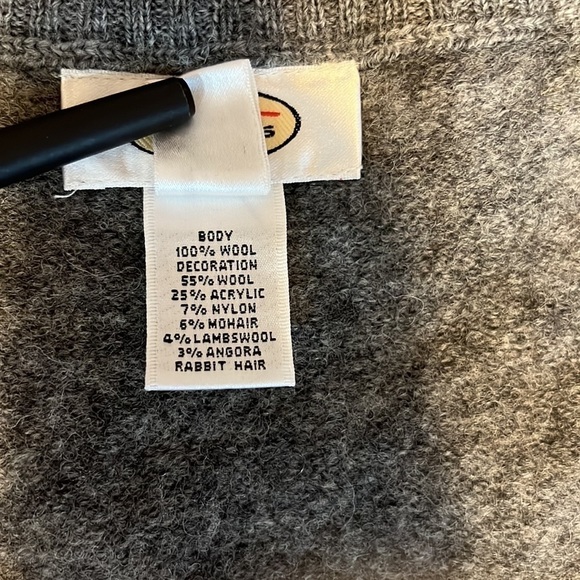 BODY
100% WOOL
DECORATION
55% WOOL
25% ACRYLIC
7% NYLON
6% MOHAIR
4% LAMBSWOOL
3% ANGORA
RABBIT HAIR